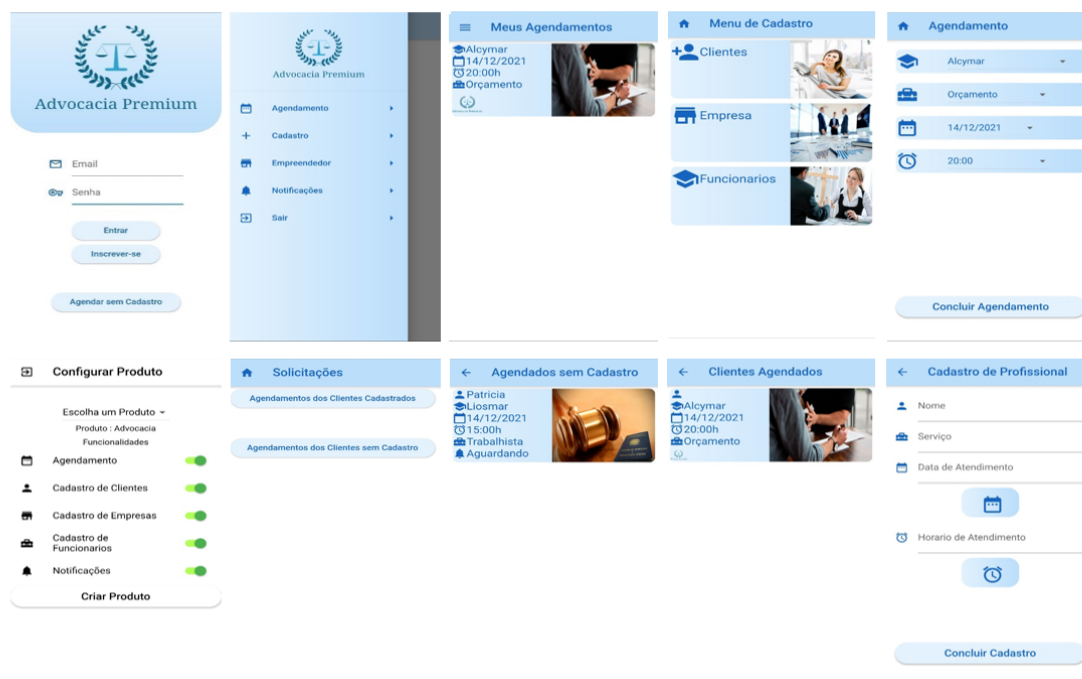 Advocacia Premium
Email
Senha
Entrar
Inscrever-se
Agendar sem Cadastro
Advocacia Premium
Agendamento
Cadastro
Empreendedor
Notificações
Sair
Meus Agendamentos
Alcymar
14/12/2021
20:00h
Orçamento
Menu de Cadastro
Clientes
Empresa
Funcionarios
Agendamento
Alcymar
Orçamento
14/12/2021
20:00
Concluir Agendamento
Configurar Produto
Escolha um Produto
Produto : Advocacia
Funcionalidades
Agendamento
Cadastro de Clientes
Cadastro de Empresas
Cadastro de
Funcionarios
Notificações
Criar Produto
Solicitações
Agendamentos dos Clientes Cadastrados
Agendamentos dos Clientes sem Cadastro
Agendados sem Cadastro
Patricia
Liosmar
14/12/2021
15:00h
Trabalhista
Aguardando
Clientes Agendados
Alcymar
14/12/2021
20:00h
Orçamento
Cadastro de Profissional
Nome
Serviço
Data de Atendimento
Horario de Atendimento
Concluir Cadastro